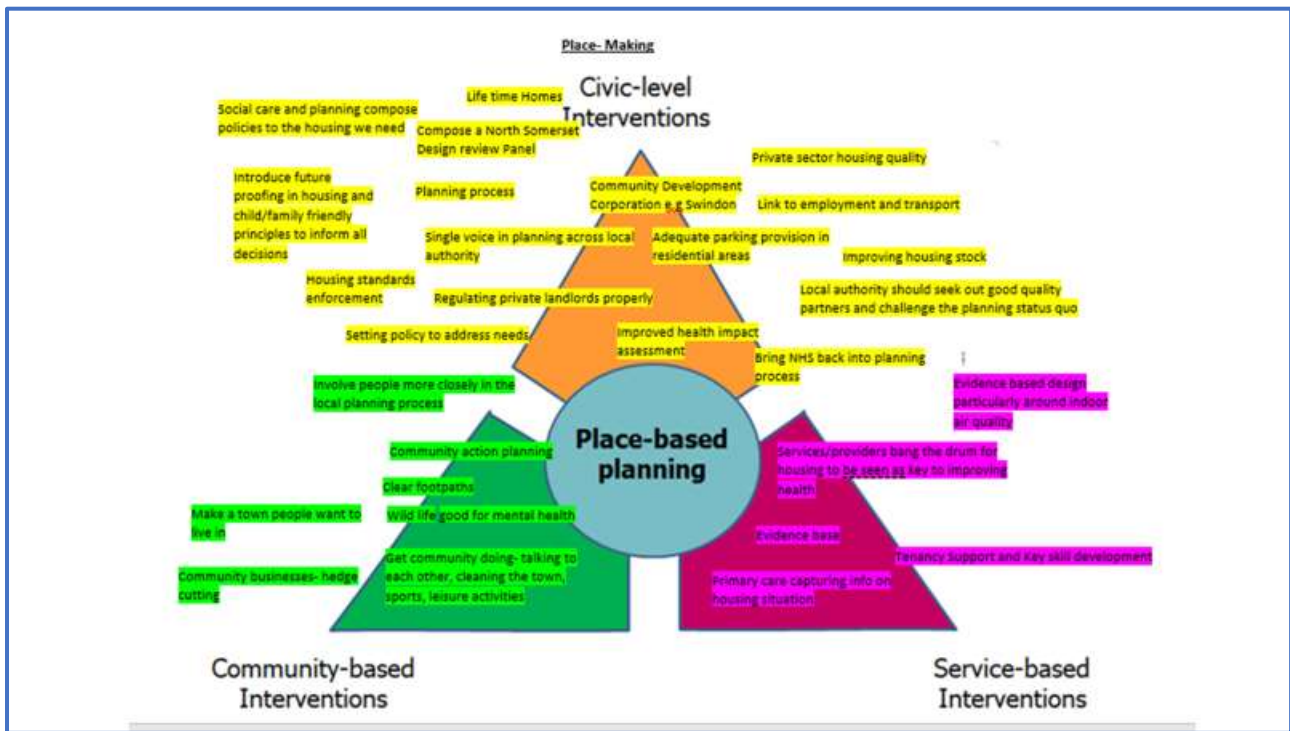 Place- Making
Civic-level
Interventions
Life time Homes
Social care and planning compose
policies to the housing we need
Compose a North Somerset
Design review Panel
Private sector housing quality
Introduce future
proofing in housing and
child/family friendly
principles to inform all
decisions
Planning process
Community Development
Corporation e.g Swindon
Link to employment and transport
Single voice in planning across local
authority
Adequate parking provision in
residential areas
Improving housing stock
Housing standards
enforcement
Regulating private landlords properly
Local authority should seek out good quality
partners and challenge the planning status quo
Setting policy to address needs
Improved health impact
assessment
Bring NHS back into planning
process
Involve people more closely in the
local planning process
Evidence based design
particularly around indoor
air quality
Place-based
planning
Community action planning
Services/providers bang the drum for
housing to be seen as key to improving
health
Clear footpaths
Make a town people want to
live in
Wild life good for mental health
Evidence base
Get community doing- talking to
each other, cleaning the town,
sports, leisure activities
Tenancy Support and Key skill development
Community businesses- hedge
cutting
Primary care capturing info on
housing situation
Community-based
Interventions
Service-based
Interventions